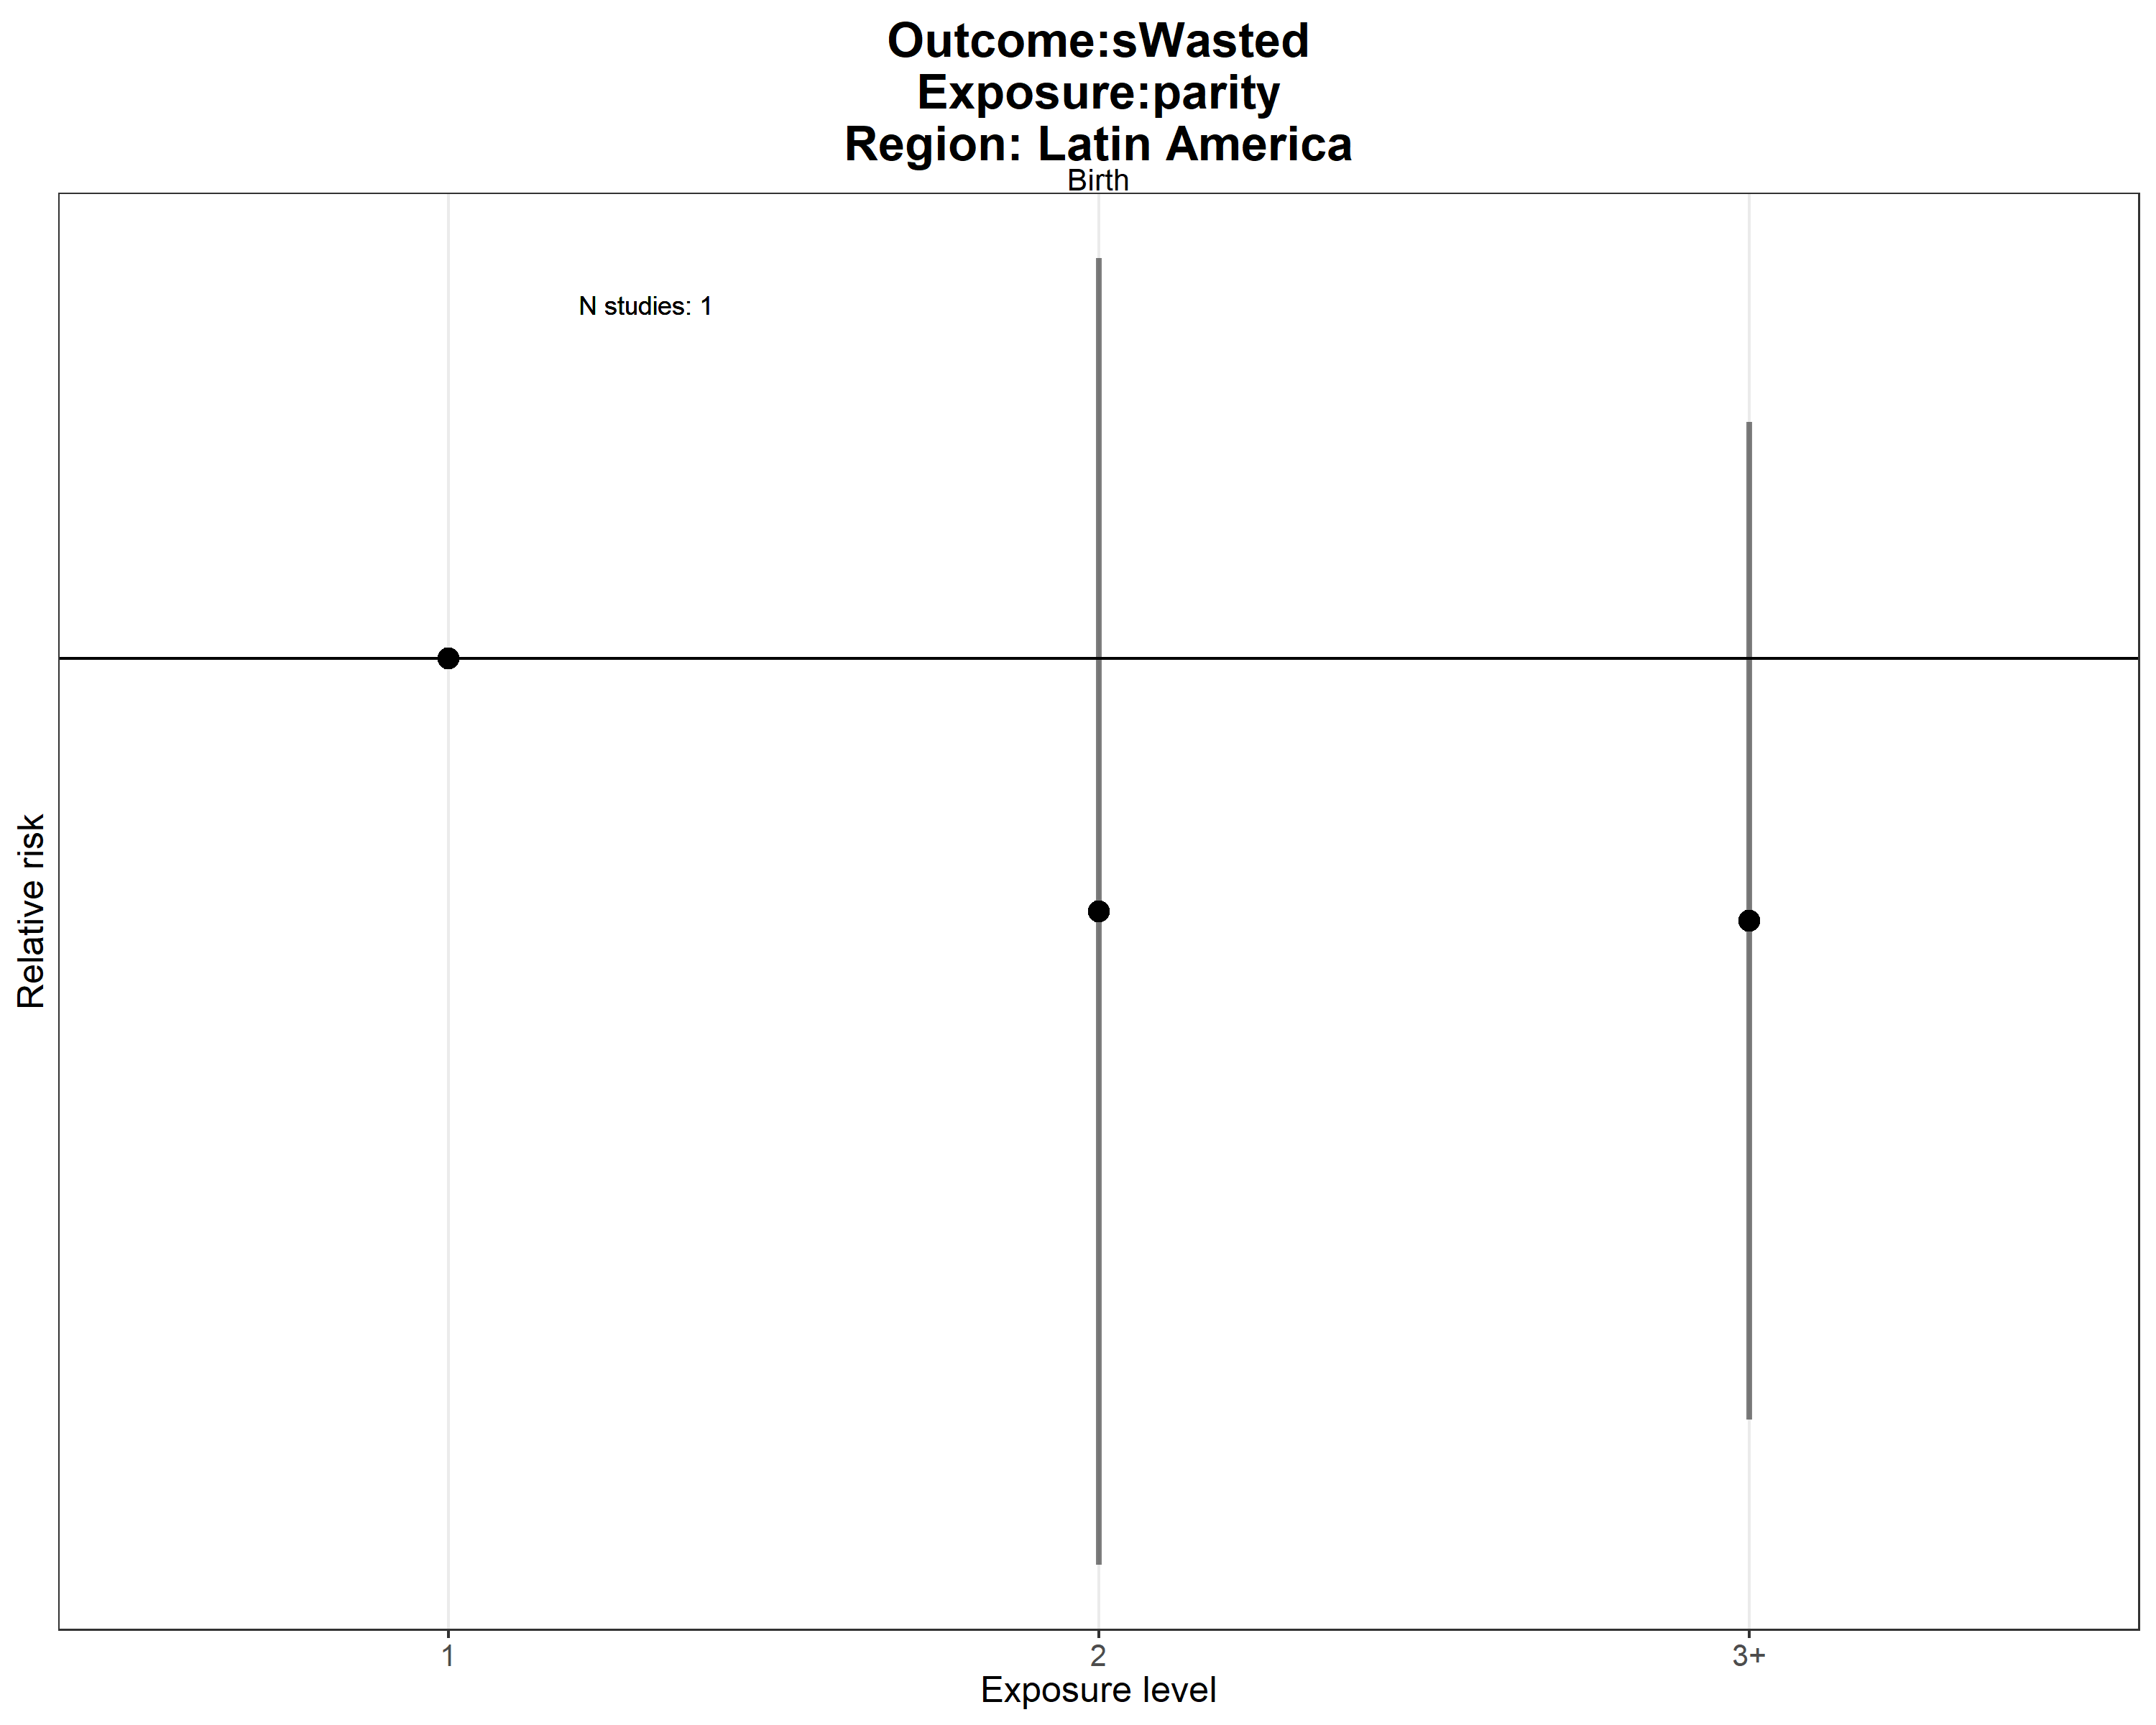 Outcome:sWasted
Exposure:parity
Region: Latin America
Birth
N studies: 1
Relative risk
1
2
3+
Exposure level